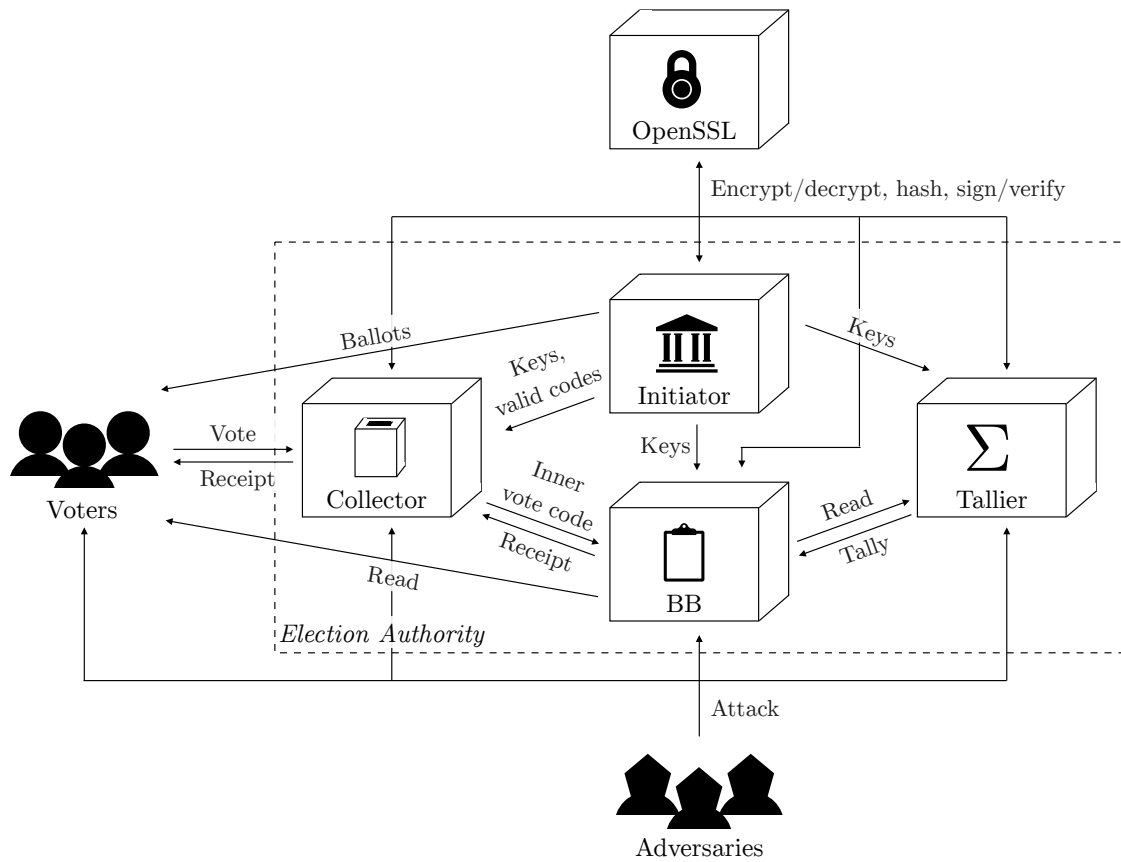 OpenSSL
Encrypt/decrypt, hash, sign/verify
Ballots
Keys,
valid codes
Initiator
Keys
Keys
Vote
Receipt
Voters
Collector
Inner
vote code
Receipt
Read
Tally
Σ
Tallier
Read
BB
Election Authority
Attack
Adversaries